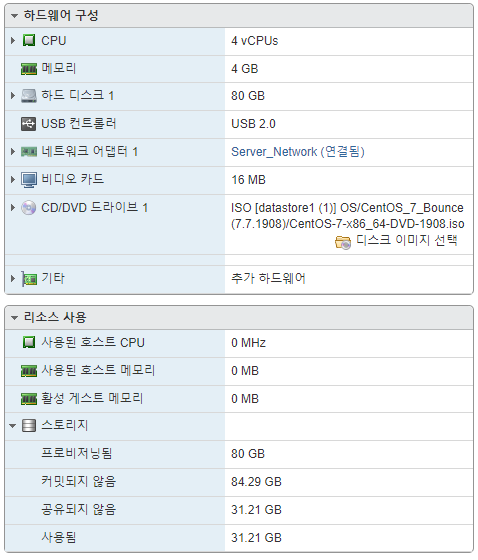 하드웨어 구성
CPU 4 vCPUs
메모리 4 GB
하드 디스크 1 80 GB
USB 컨트롤러 USB 2.0
네트워크 어댑터 1 Server_Network (연결됨)
비디오 카드 16 MB
CD/DVD 드라이브 1 ISO [datastore1 (1)] OS/CentOS_7_Bounce
(7.7.1908)/CentOS-7-x86_64-DVD-1908.iso
디스크 이미지 선택
기타 추가 하드웨어
리소스 사용
사용된 호스트 CPU 0 MHz
사용된 호스트 메모리 0 MB
활성 게스트 메모리 0 MB
스토리지
프로비저닝됨 80 GB
커밋되지 않음 84.29 GB
공유되지 않음 31.21 GB
사용됨 31.21 GB